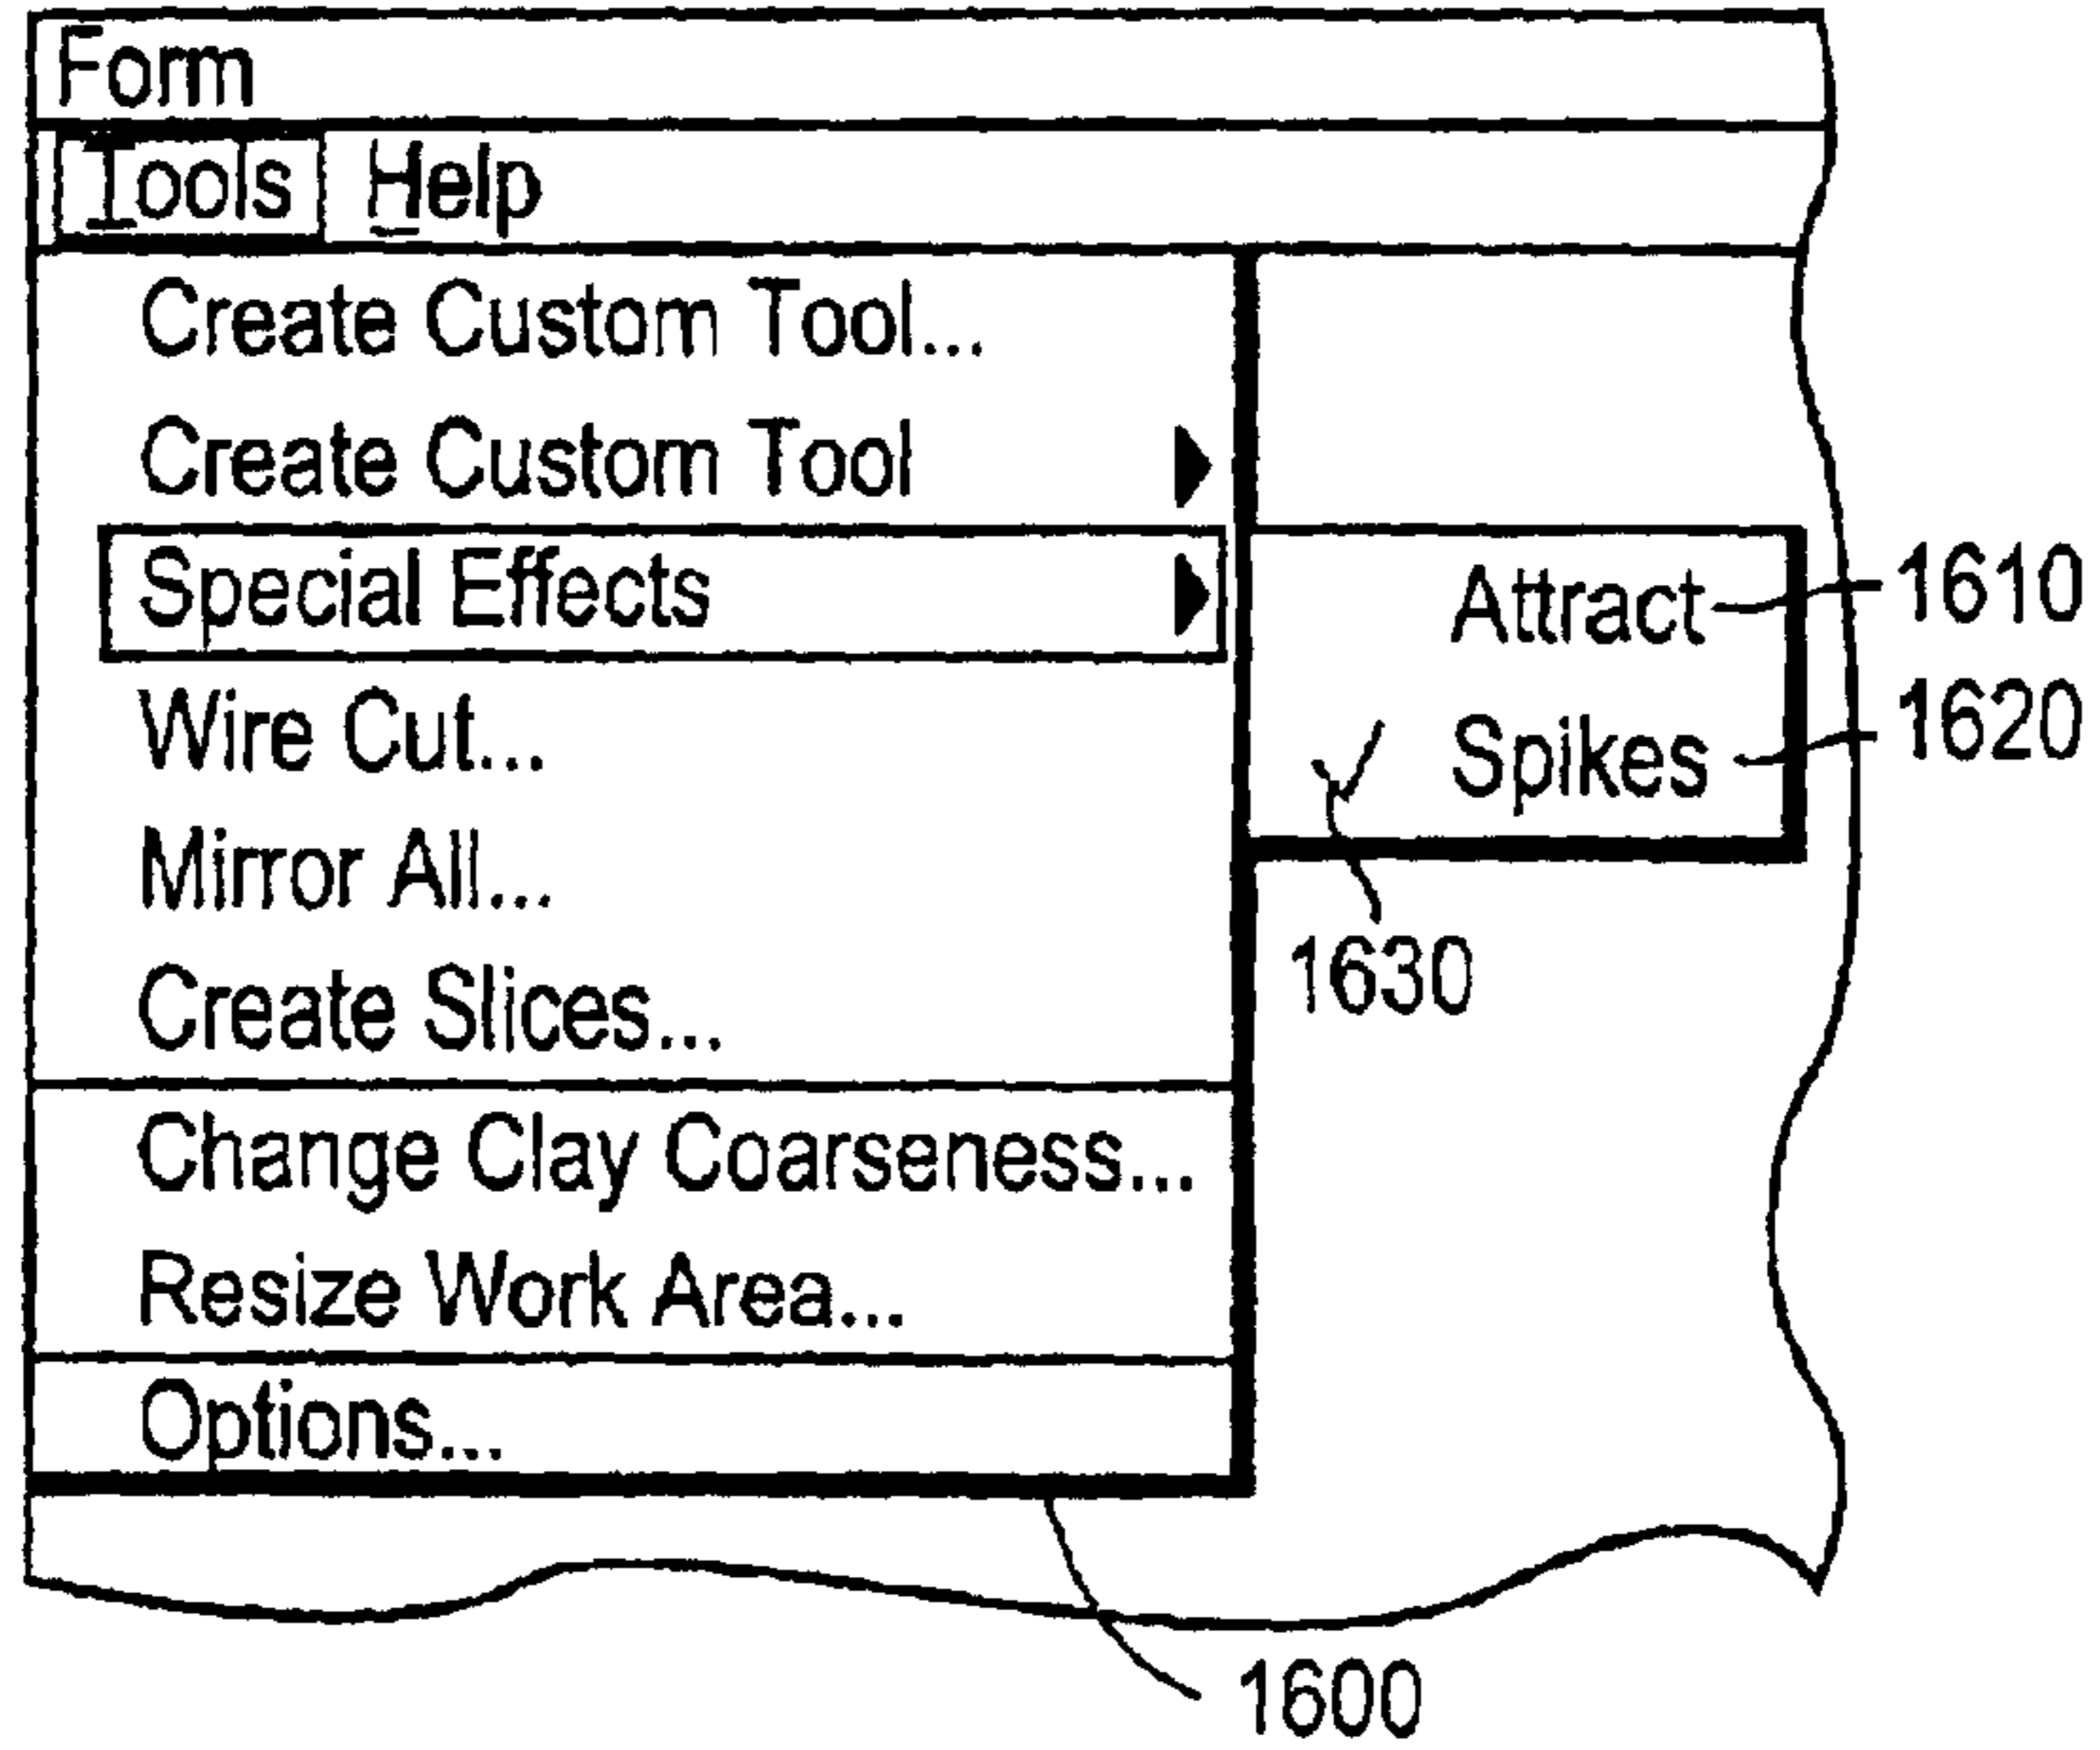 Form
Tools Help
Create Custom Tool...
Create Custom Tool
Special Effects
Attract 1610
Spikes 1620
Wire Cut...
Mirror All...
1630
Create Slices...
Change Clay Coarseness...
Resize Work Area...
Options...
1600